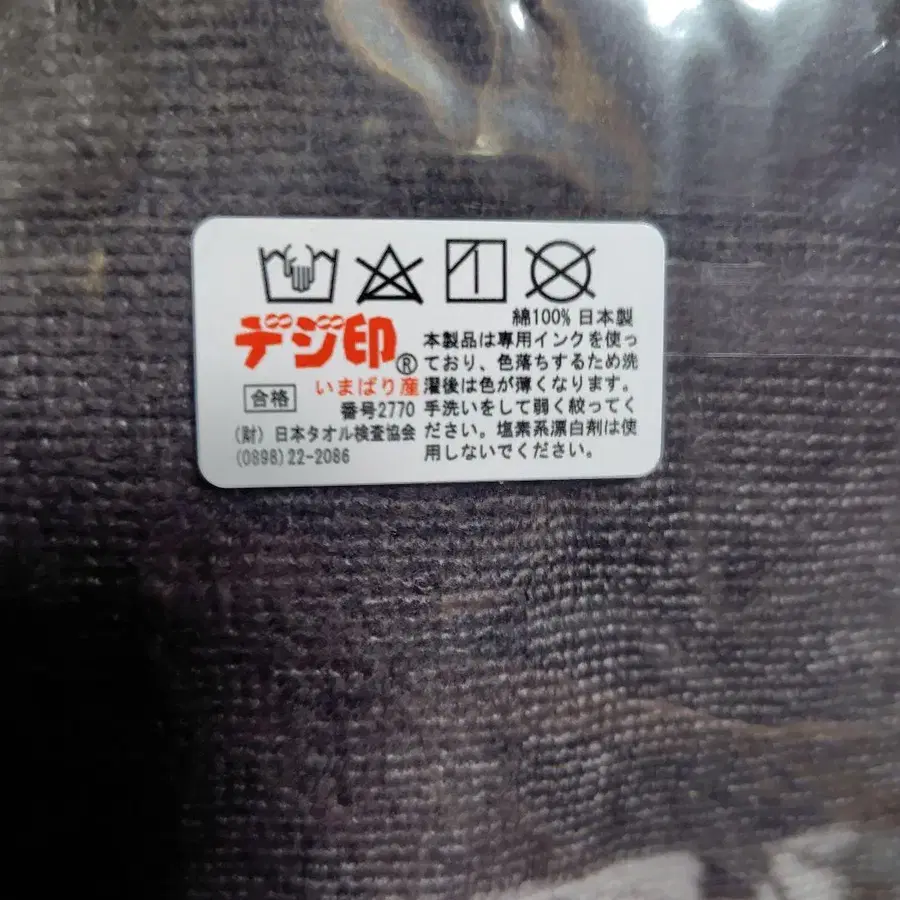 綿100% 日本製
デジ印®
いまばり産
合格
番号2770
(財) 日本タオル検査協会
(0898)22-2086
本製品は専用インクを使っ
ており、色落ちするため洗
濯後は色が薄くなります。
手洗いをして弱く絞ってく
ださい。塩素系漂白剤は使
用しないでください。